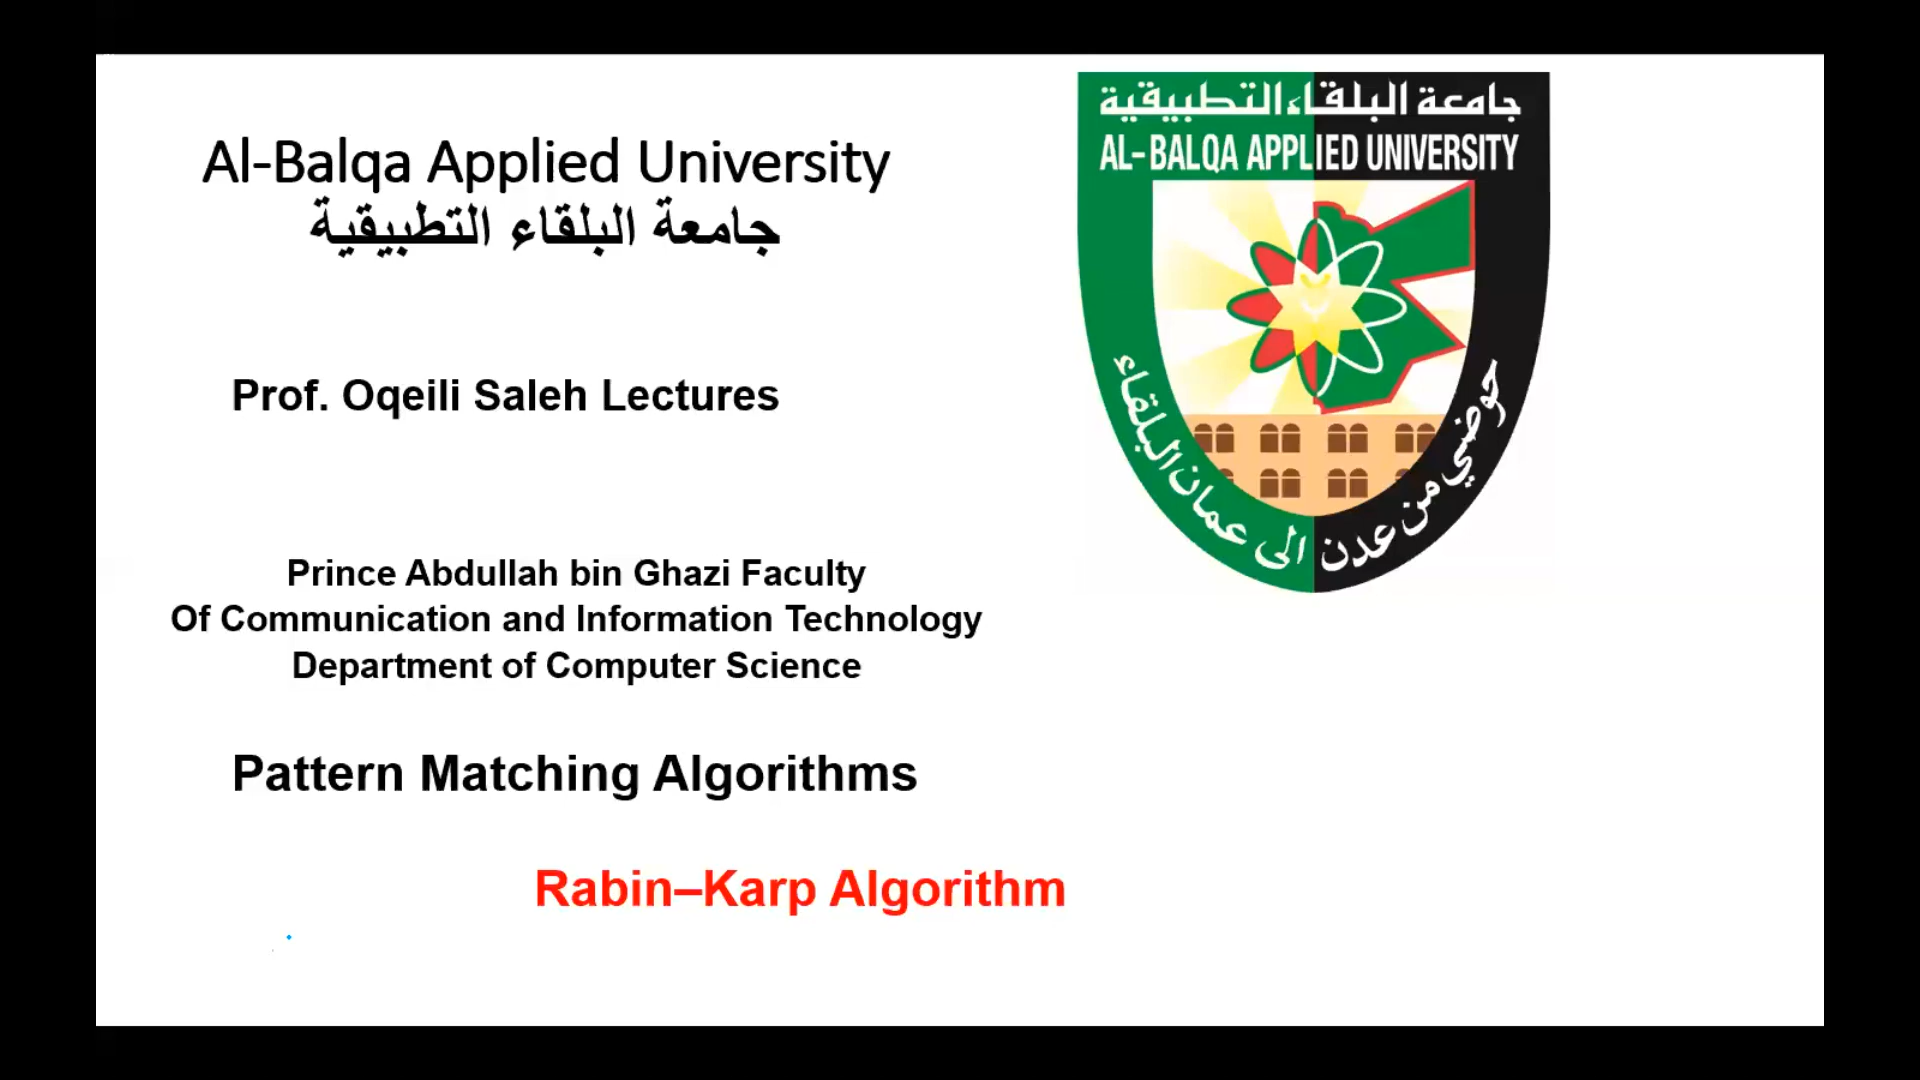 Al-Balqa Applied University
جامعة البلقاء التطبيقية
Prof. Oqeili Saleh Lectures
Prince Abdullah bin Ghazi Faculty
Of Communication and Information Technology
Department of Computer Science
Pattern Matching Algorithms
Rabin–Karp Algorithm
جامعة البلقاء التطبيقية
AL-BALQA APPLIED UNIVERSITY
حوضي من عدن الى عمان البلقاء